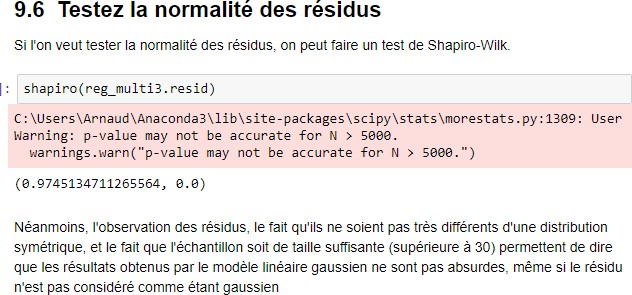 9.6 Testez la normalité des résidus
Si l'on veut tester la normalité des résidus, on peut faire un test de Shapiro-Wilk.
]: shapiro(reg_multi3.resid)
C:\Users\Arnaud\Anaconda3\lib\site-packages\scipy\stats\morestats.py:1309: User
Warning: p-value may not be accurate for N > 5000.
warnings.warn("p-value may not be accurate for N > 5000.")
(0.9745134711265564, 0.0)
Néanmoins, l'observation des résidus, le fait qu'ils ne soient pas très différents d'une distribution
symétrique, et le fait que l'échantillon soit de taille suffisante (supérieure à 30) permettent de dire
que les résultats obtenus par le modèle linéaire gaussien ne sont pas absurdes, même si le résidu
n'est pas considéré comme étant gaussien